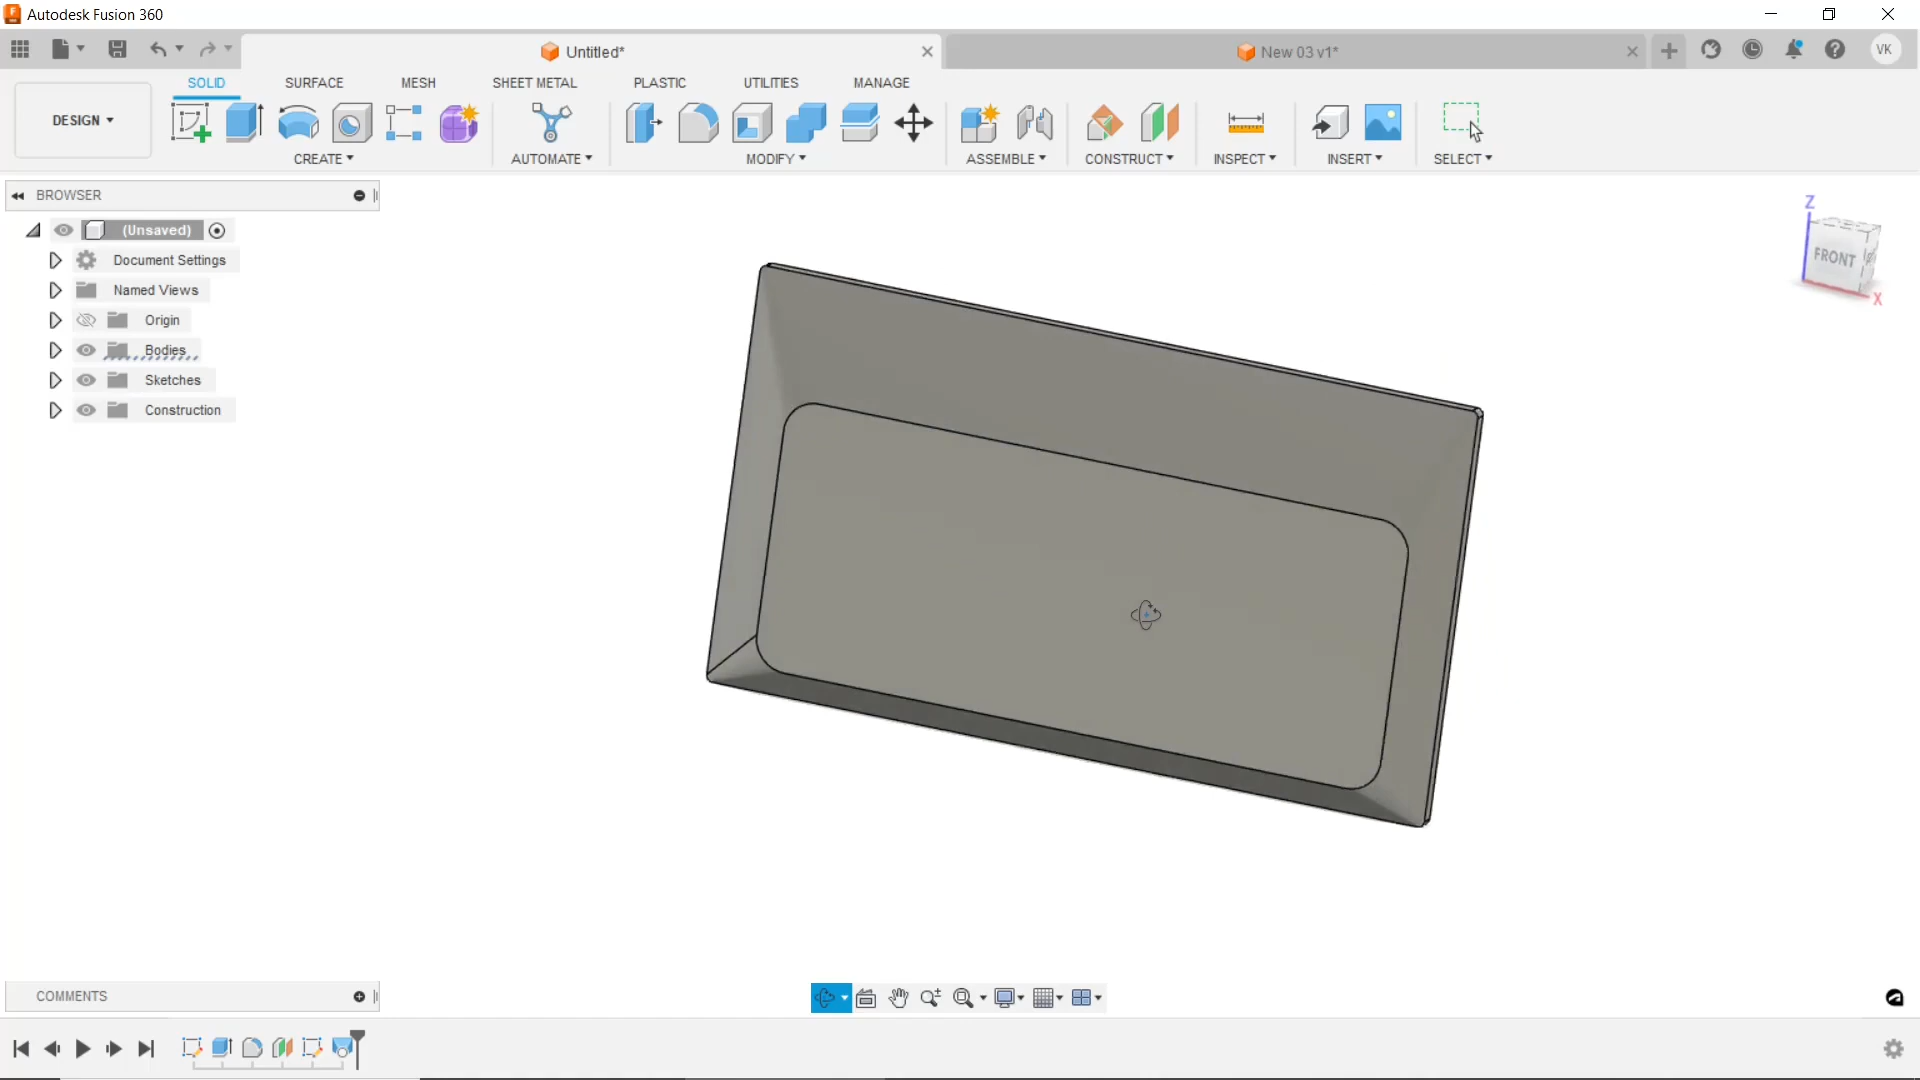 Autodesk Fusion 360
Untitled*
New 03 v1*
VK
DESIGN
SOLID
SURFACE
MESH
SHEET METAL
PLASTIC
UTILITIES
MANAGE
CREATE
AUTOMATE
MODIFY
ASSEMBLE
CONSTRUCT
INSPECT
INSERT
SELECT
BROWSER
(Unsaved)
Document Settings
Named Views
Origin
Bodies
Sketches
Construction
Z
FRONT
X
COMMENTS